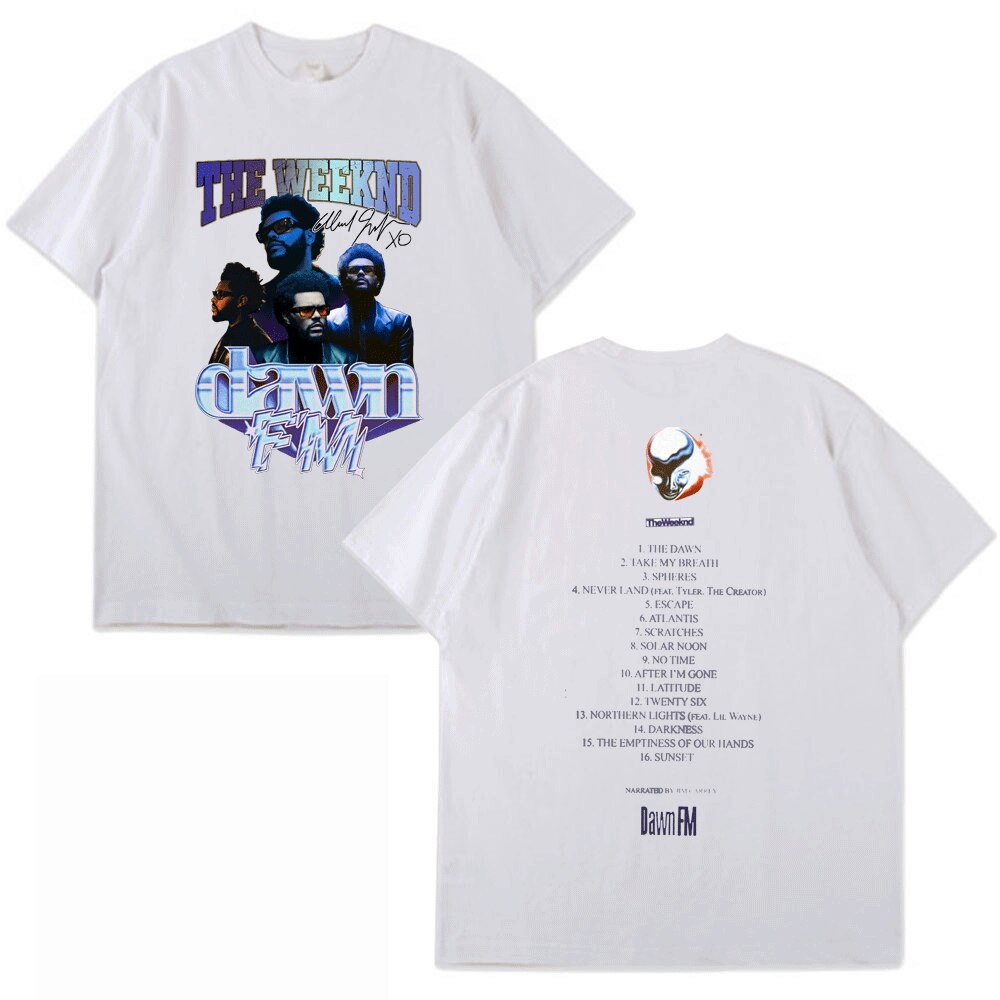 THE WEEKND
XO
dawn
FM
TheWeeknd
1. THE DAWN
2. TAKE MY BREATH
3. SPHERES
4. NEVER LAND (FEAT. TYLER. THE CREATOR)
5. ESCAPE
6. ATLANTIS
7. SCRATCHES
8. SOLAR NOON
9. NO TIME
10. AFTER I'M GONE
11. LATITUDE
12. TWENTY SIX
13. NORTHERN LIGHTS (FEAT. LIL WAYNE)
14. DARKNESS
15. THE EMPTINESS OF OUR HANDS
16. SUNSET
NARRATED BY
Dawn FM